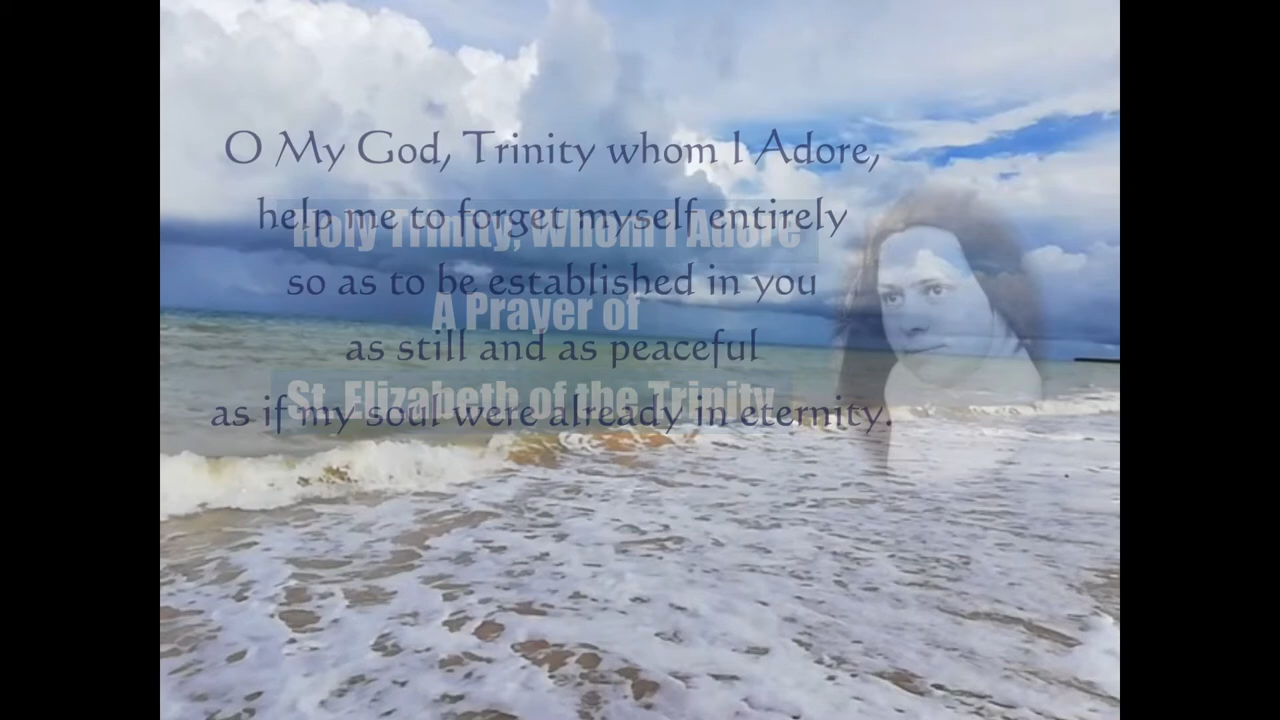 O My God, Trinity whom I Adore,
help me to forget myself entirely
Holy Trinity, Whom I Adore
so as to be established in you
A Prayer of
as still and as peaceful
St. Elizabeth of the Trinity
as if my soul were already in eternity.